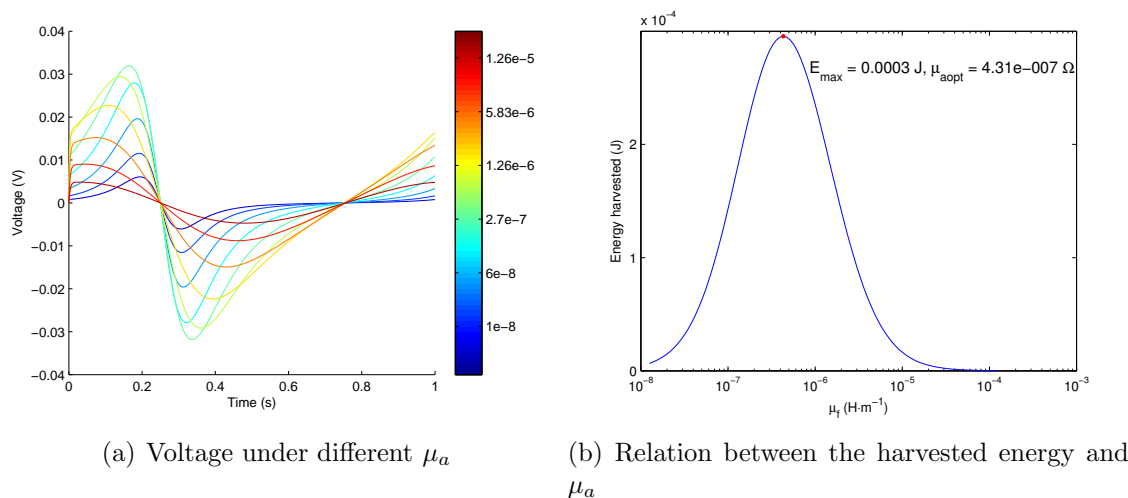 0.04
0.03
0.02
0.01
0
−0.01
−0.02
−0.03
−0.04
Voltage (V)
0 0.2 0.4 0.6 0.8 1
Time (s)
1.26e−5
5.83e−6
1.26e−6
2.7e−7
6e−8
1e−8
(a) Voltage under different μₐ
x 10⁻⁴
2
1
0
Energy harvested (J)
E_max = 0.0003 J, μ_aopt = 4.31e−007 Ω
10⁻⁸ 10⁻⁷ 10⁻⁶ 10⁻⁵ 10⁻⁴ 10⁻³
μ_f (H·m⁻¹)
(b) Relation between the harvested energy and
μₐ